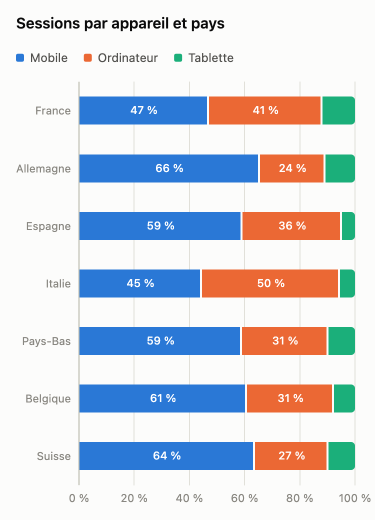 Sessions par appareil et pays
Mobile Ordinateur Tablette
France 47 % 41 %
Allemagne 66 % 24 %
Espagne 59 % 36 %
Italie 45 % 50 %
Pays-Bas 59 % 31 %
Belgique 61 % 31 %
Suisse 64 % 27 %
0 % 20 % 40 % 60 % 80 % 100 %